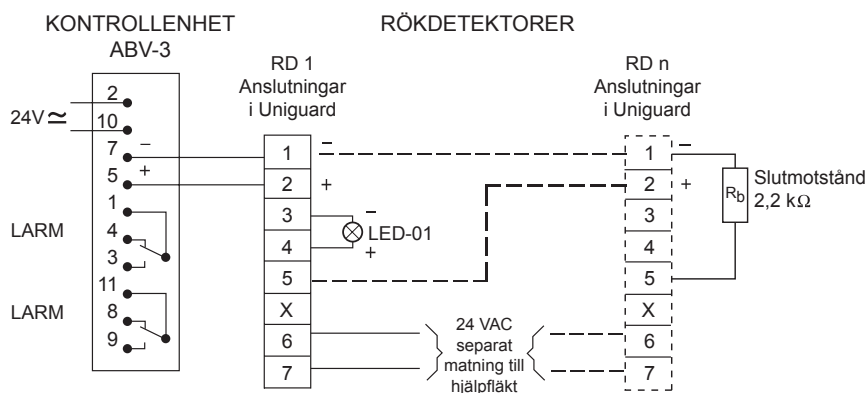 KONTROLLENHET
ABV-3
RÖKDETEKTORER
RD 1
Anslutningar
i Uniguard
RD n
Anslutningar
i Uniguard
24V ≃
2
10
7 –
5 +
1
4
3
11
8
9
LARM
LARM
1 –
2 +
3 –
4 +
5
X
6
7
LED-01
24 VAC
separat
matning till
hjälpfläkt
1 –
2 +
3
4
5
X
6
7
Rb
Slutmotstånd
2,2 kΩ